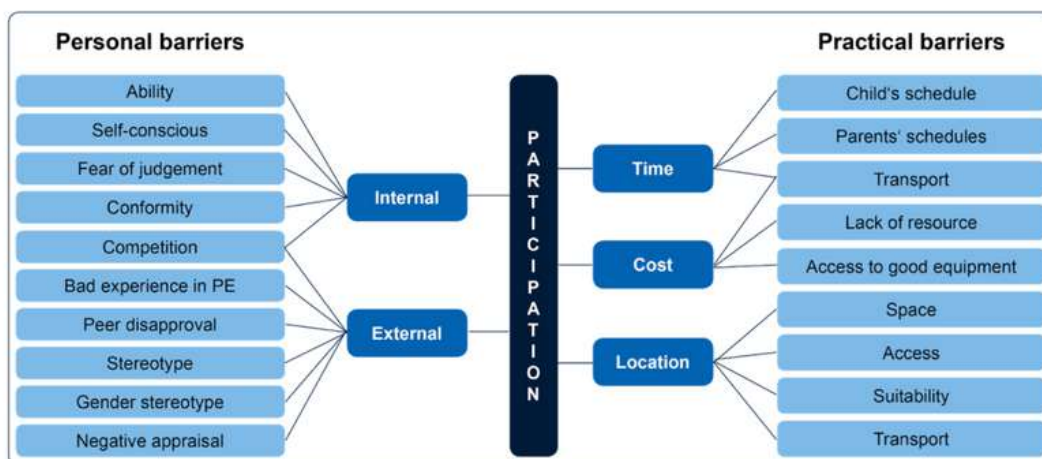 Personal barriers
Ability
Self-conscious
Fear of judgement
Conformity
Competition
Bad experience in PE
Peer disapproval
Stereotype
Gender stereotype
Negative appraisal
Internal
External
PARTICIPATION
Time
Cost
Location
Practical barriers
Child‘s schedule
Parents‘ schedules
Transport
Lack of resource
Access to good equipment
Space
Access
Suitability
Transport